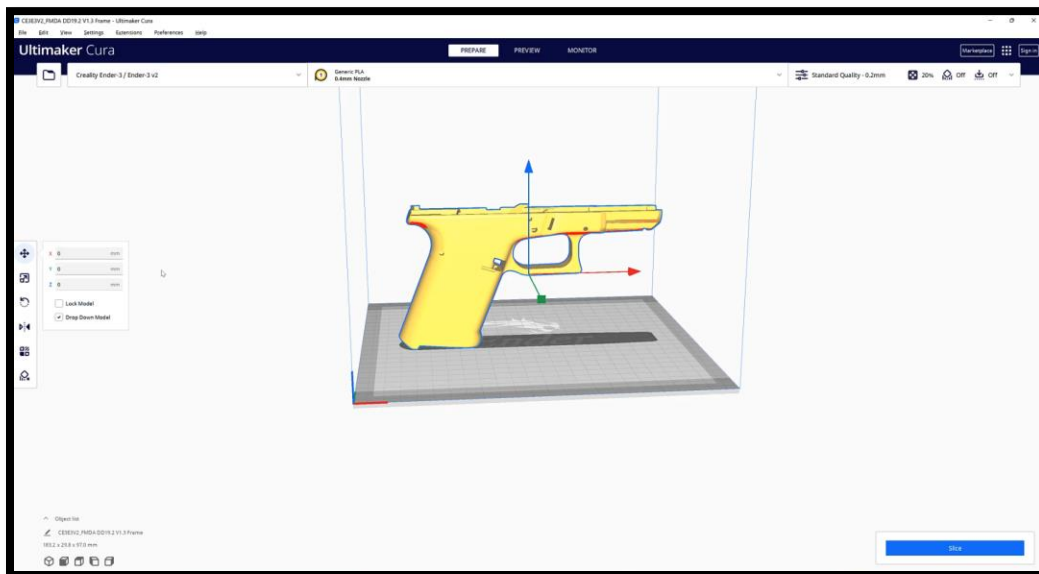 CE3E3V2_FMDA DD19.2 V1.3 Frame - Ultimaker Cura
File Edit View Settings Extensions Preferences Help
Ultimaker Cura
PREPARE PREVIEW MONITOR
Marketplace Sign in
Creality Ender-3 / Ender-3 v2
1 Generic PLA
0.4mm Nozzle
Standard Quality - 0.2mm 20% Off Off
X 0 mm
Y 0 mm
Z 0 mm
Lock Model
Drop Down Model
Object list
CE3E3V2_FMDA DD19.2 V1.3 Frame
Slice